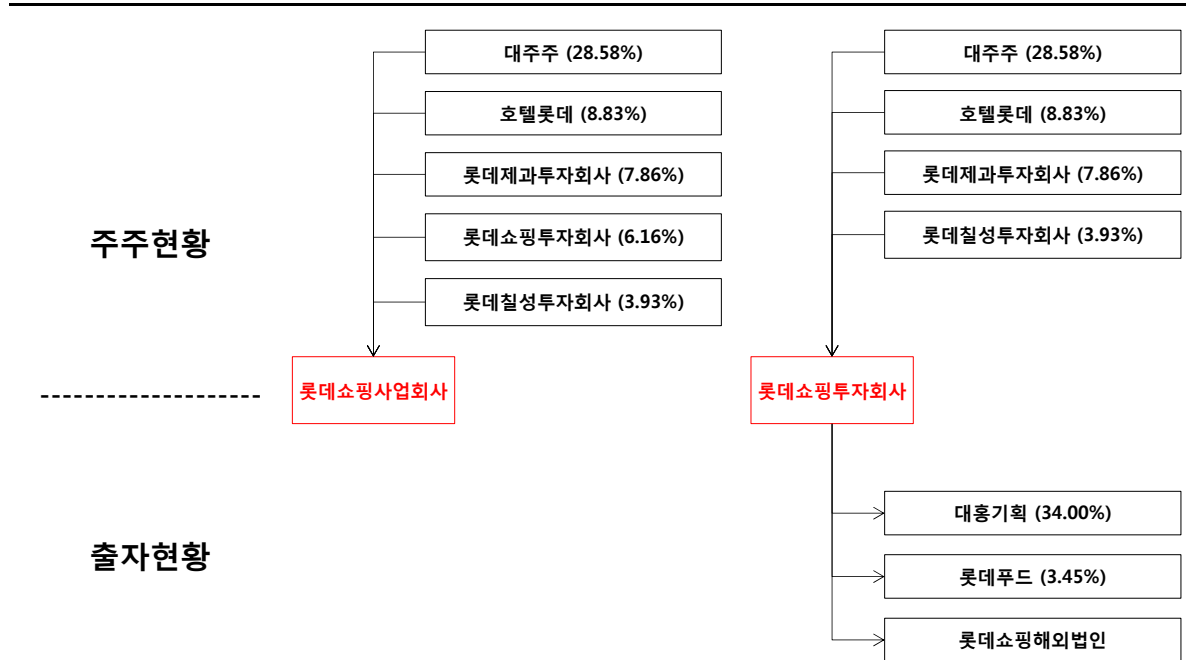 대주주 (28.58%)
호텔롯데 (8.83%)
롯데제과투자회사 (7.86%)
롯데쇼핑투자회사 (6.16%)
롯데칠성투자회사 (3.93%)
대주주 (28.58%)
호텔롯데 (8.83%)
롯데제과투자회사 (7.86%)
롯데칠성투자회사 (3.93%)
주주현황
롯데쇼핑사업회사
롯데쇼핑투자회사
출자현황
대홍기획 (34.00%)
롯데푸드 (3.45%)
롯데쇼핑해외법인